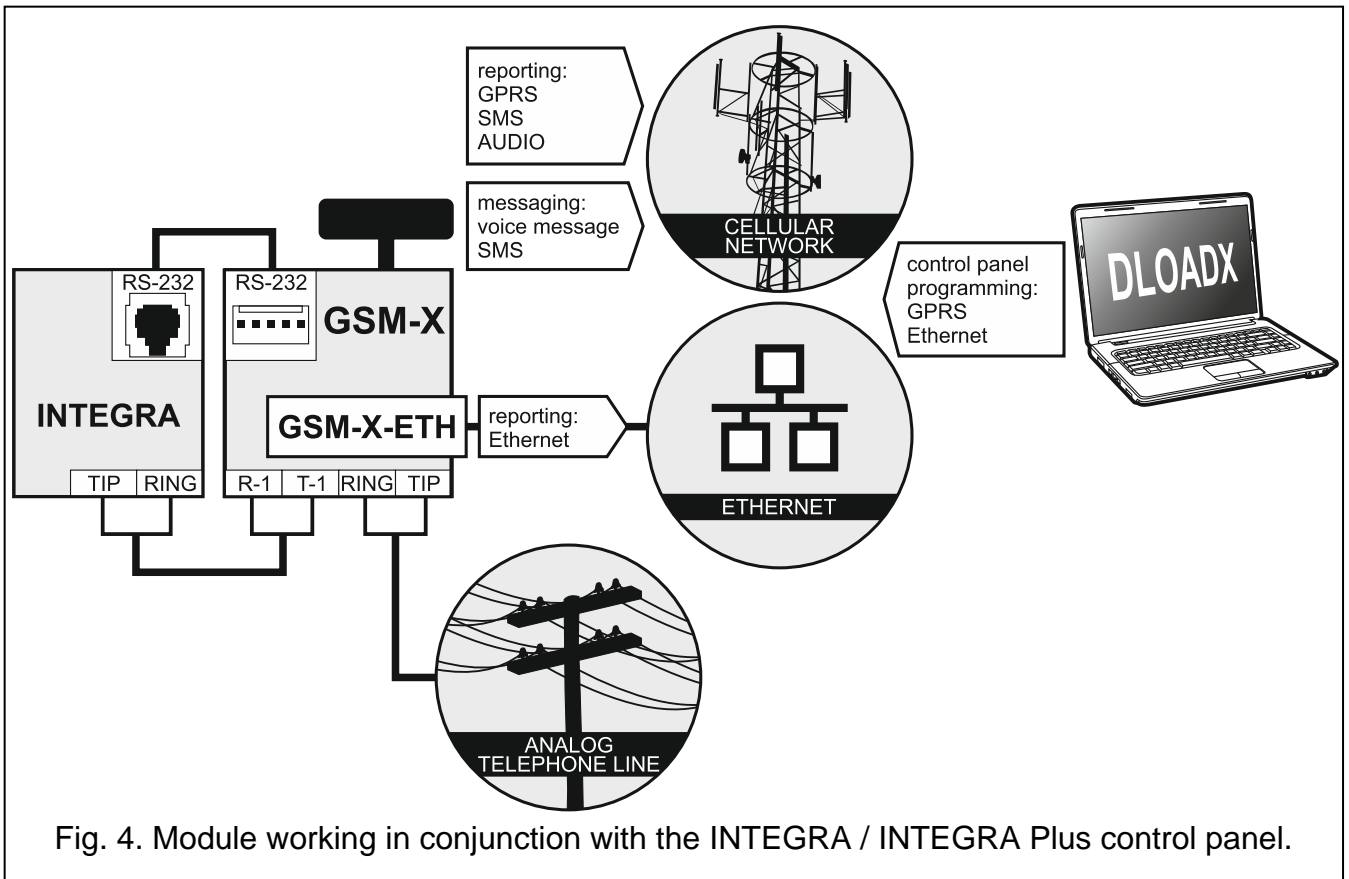 reporting:
GPRS
SMS
AUDIO
messaging:
voice message
SMS
CELLULAR
NETWORK
control panel
programming:
GPRS
Ethernet
DLOADX
RS-232
RS-232
GSM-X
INTEGRA
GSM-X-ETH
reporting:
Ethernet
TIP RING
R-1 T-1 RING TIP
ETHERNET
ANALOG
TELEPHONE LINE
Fig. 4. Module working in conjunction with the INTEGRA / INTEGRA Plus control panel.